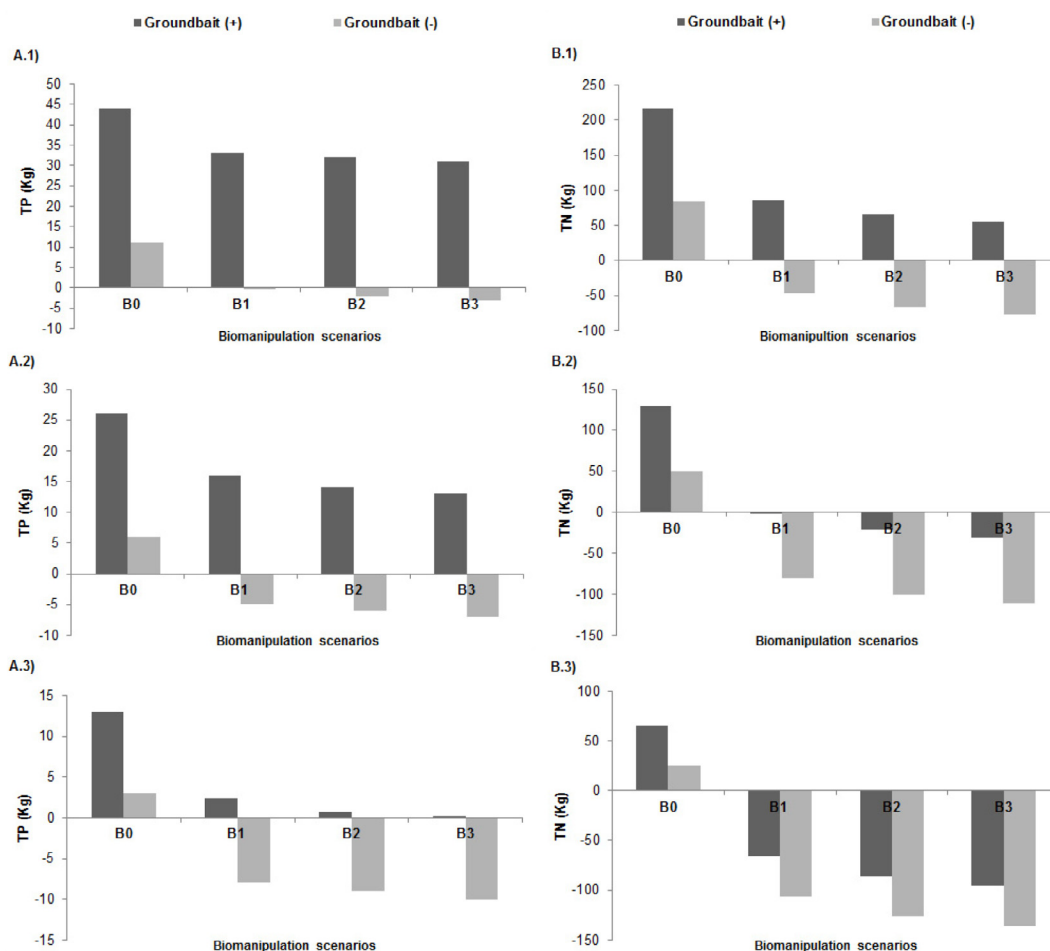 Groundbait (+) Groundbait (-)
A.1)
TP (Kg)
50
45
40
35
30
25
20
15
10
5
0
-5
-10
B0 B1 B2 B3
Biomanipulation scenarios
A.2)
TP (Kg)
30
25
20
15
10
5
0
-5
-10
B0 B1 B2 B3
Biomanipulation scenarios
A.3)
TP (Kg)
15
10
5
0
-5
-10
-15
B0 B1 B2 B3
Biomanipulation scenarios
Groundbait (+) Groundbait (-)
B.1)
TN (Kg)
250
200
150
100
50
0
-50
-100
B0 B1 B2 B3
Biomanipultion scenarios
B.2)
TN (Kg)
150
100
50
0
-50
-100
-150
B0 B1 B2 B3
Biomanipulation scenarios
B.3)
TN (Kg)
100
50
0
-50
-100
-150
B0 B1 B2 B3
Biomanipulation scenarios